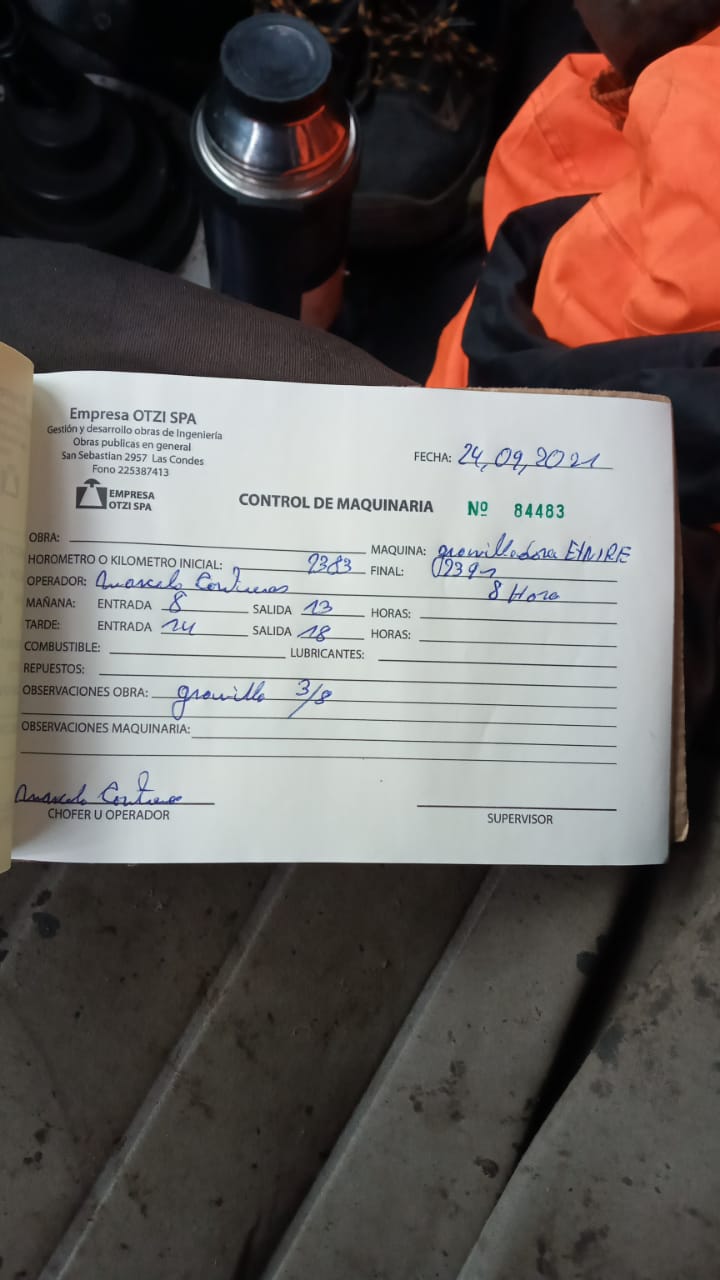 Empresa OTZI SPA
Gestión y desarrollo obras de Ingeniería
Obras publicas en general
San Sebastian 2957 Las Condes
Fono 225387413
EMPRESA
OTZI SPA
FECHA: 24,09,2021
CONTROL DE MAQUINARIA Nº 84483
OBRA: MAQUINA: gravilladora
HOROMETRO O KILOMETRO INICIAL: 2383 FINAL: 2391
OPERADOR: Marcelo Contreras 8 Hora
MAÑANA: ENTRADA 8 SALIDA 13 HORAS:
TARDE: ENTRADA 14 SALIDA 18 HORAS:
COMBUSTIBLE: LUBRICANTES:
REPUESTOS:
OBSERVACIONES OBRA: gravilla 3/8
OBSERVACIONES MAQUINARIA:
Marcelo Contreras
CHOFER U OPERADOR
SUPERVISOR